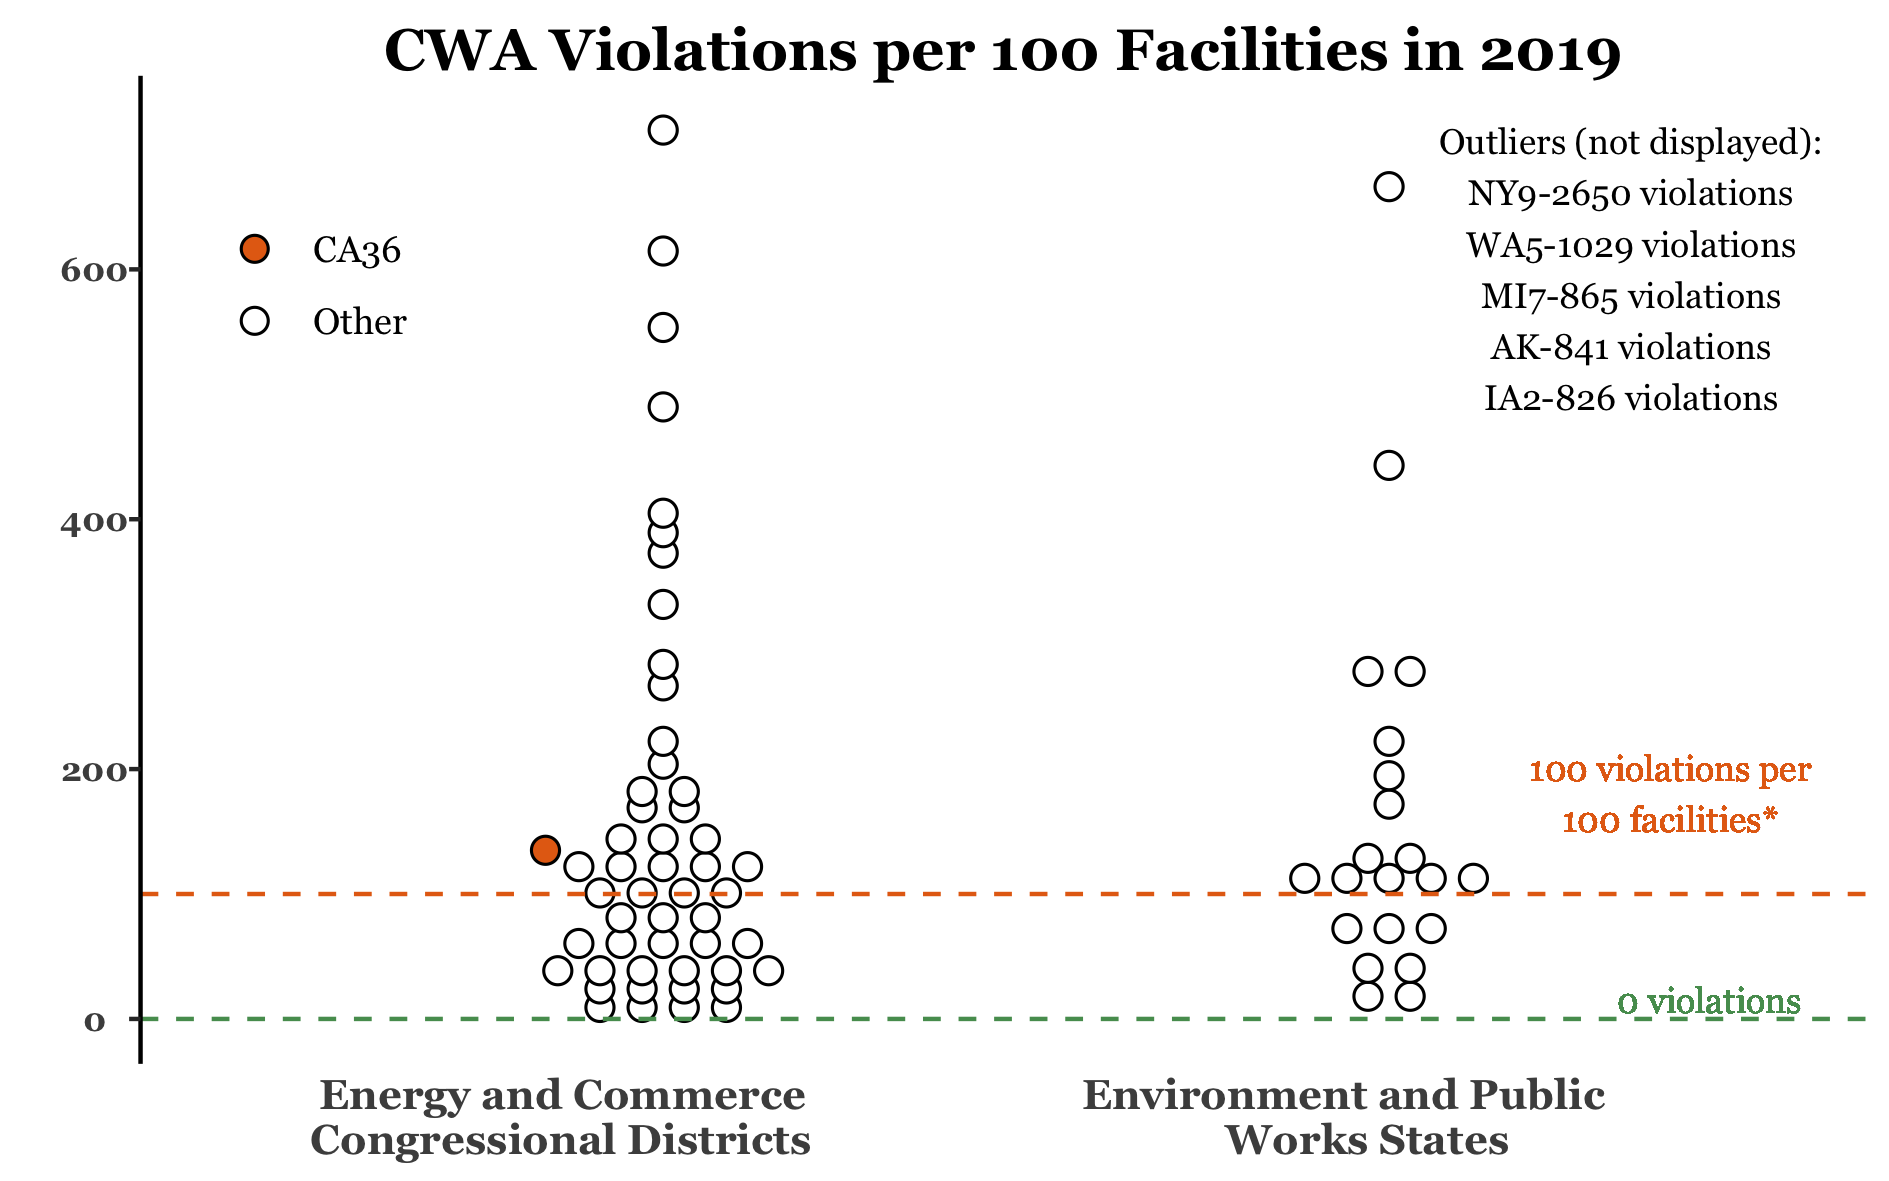 CWA Violations per 100 Facilities in 2019
Outliers (not displayed):
NY9-2650 violations
WA5-1029 violations
MI7-865 violations
AK-841 violations
IA2-826 violations
CA36
Other
600
400
200
0
100 violations per
100 facilities*
0 violations
Energy and Commerce
Congressional Districts
Environment and Public
Works States